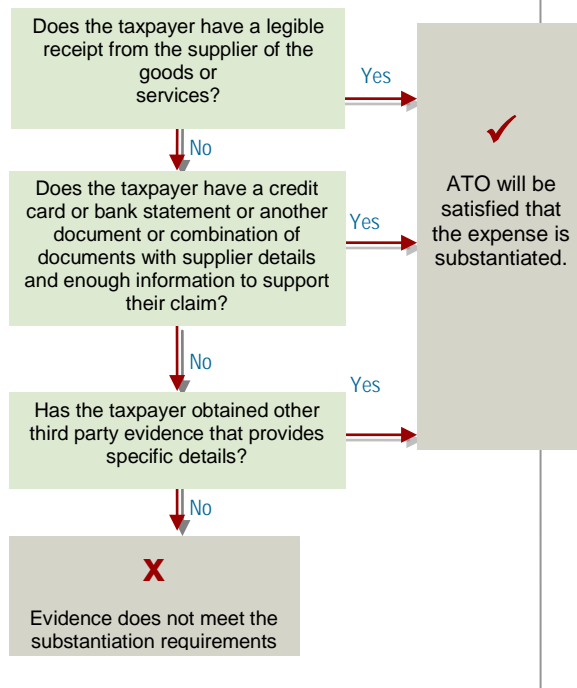 Does the taxpayer have a legible
receipt from the supplier of the
goods or
services?
Yes
No
✓
ATO will be
satisfied that
the expense is
substantiated.
Does the taxpayer have a credit
card or bank statement or another
document or combination of
documents with supplier details
and enough information to support
their claim?
Yes
No
Has the taxpayer obtained other
third party evidence that provides
specific details?
Yes
No
X
Evidence does not meet the
substantiation requirements